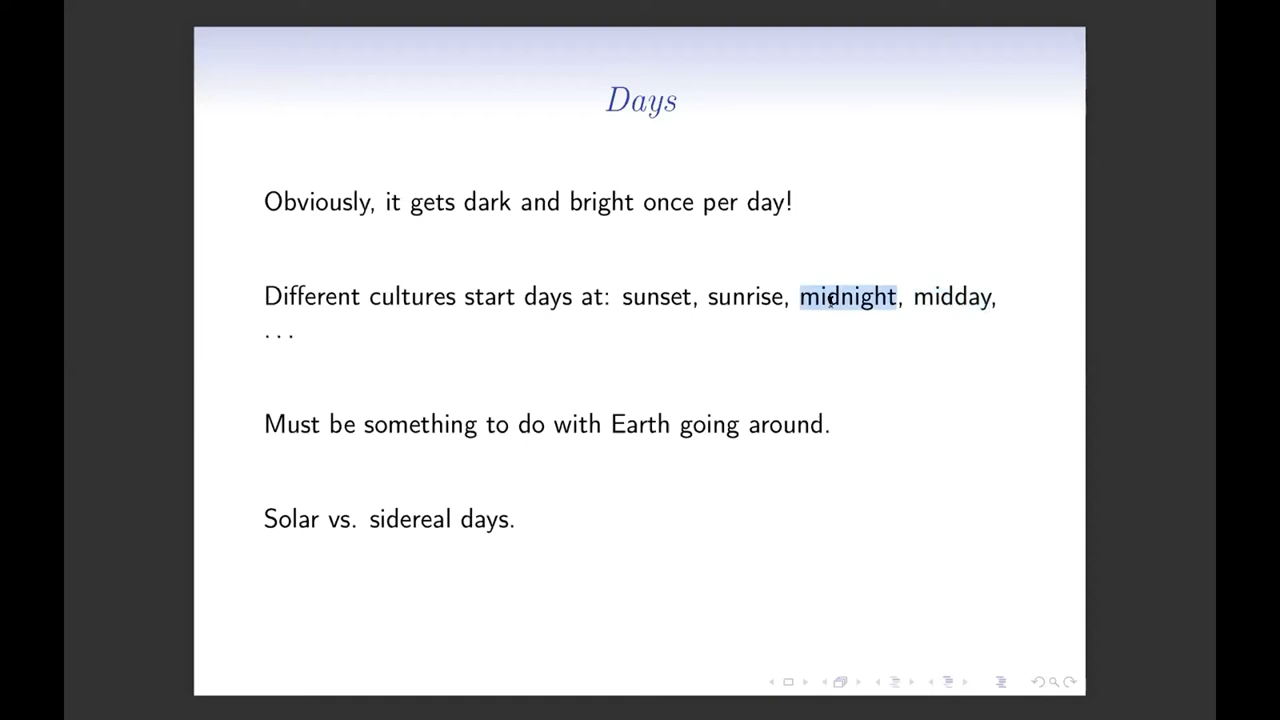 Days
Obviously, it gets dark and bright once per day!
Different cultures start days at: sunset, sunrise, midnight, midday,
...
Must be something to do with Earth going around.
Solar vs. sidereal days.